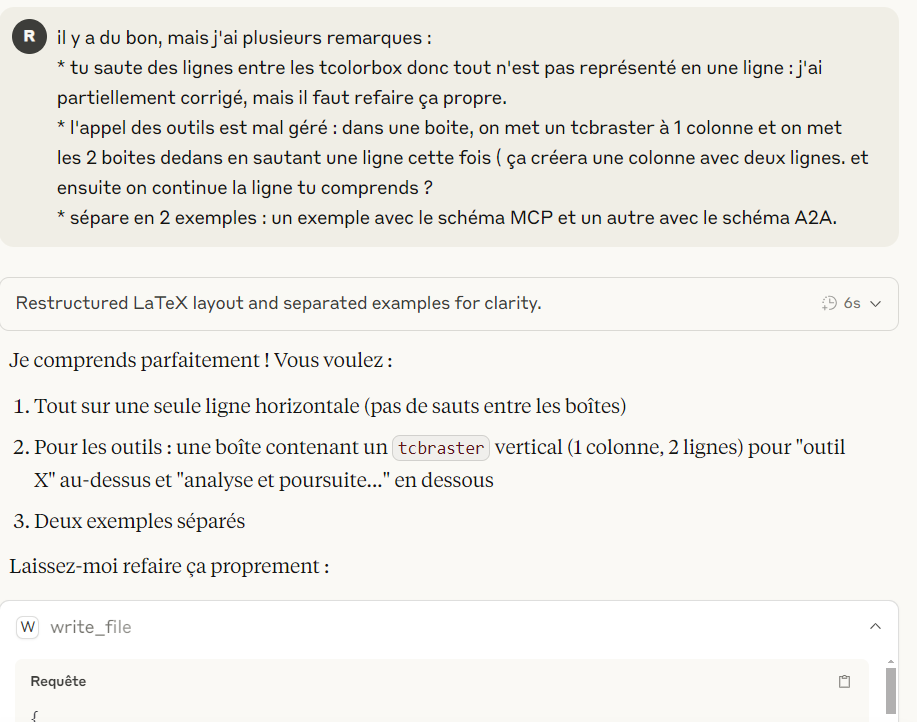 R
il y a du bon, mais j'ai plusieurs remarques :
* tu saute des lignes entre les tcolorbox donc tout n'est pas représenté en une ligne : j'ai
partiellement corrigé, mais il faut refaire ça propre.
* l'appel des outils est mal géré : dans une boite, on met un tcbraster à 1 colonne et on met
les 2 boites dedans en sautant une ligne cette fois ( ça créera une colonne avec deux lignes. et
ensuite on continue la ligne tu comprends ?
* sépare en 2 exemples : un exemple avec le schéma MCP et un autre avec le schéma A2A.
Restructured LaTeX layout and separated examples for clarity.
6s
Je comprends parfaitement ! Vous voulez :
1. Tout sur une seule ligne horizontale (pas de sauts entre les boîtes)
2. Pour les outils : une boîte contenant un tcbraster vertical (1 colonne, 2 lignes) pour "outil
X" au-dessus et "analyse et poursuite..." en dessous
3. Deux exemples séparés
Laissez-moi refaire ça proprement :
W write_file
Requête
{